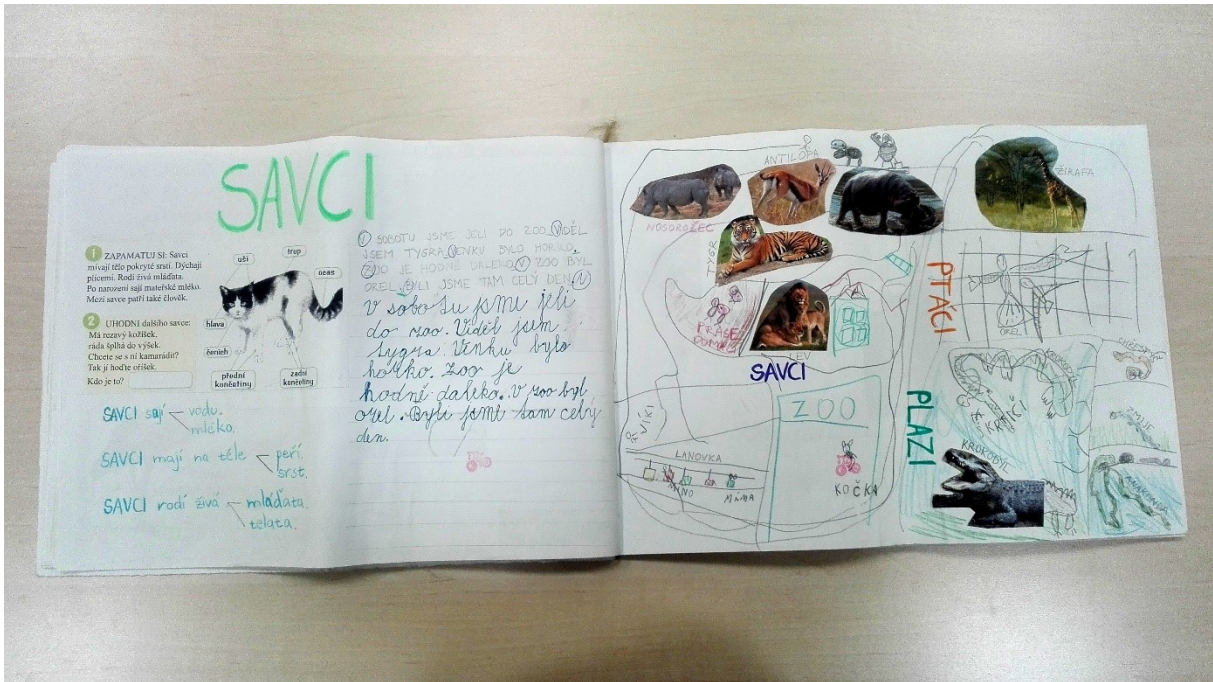 SAVCI
1 ZAPAMATUJ SI: Savci
mívají tělo pokryté srstí. Dýchají
plícemi. Rodí živá mláďata.
Po narození sají mateřské mléko.
Mezi savce patří také člověk.
uši
trup
ocas
hlava
čenich
přední
končetiny
zadní
končetiny
2 UHODNI dalšího savce:
Má rezavý kožíšek,
ráda šplhá do výšek.
Chcete se s ní kamarádit?
Tak jí hoďte oříšek.
Kdo je to?
SAVCI sají vodu.
mléko.
SAVCI mají na těle peří.
srst.
SAVCI rodí živá mláďata.
telata.
V SOBOTU JSME JELI DO ZOO. VIDĚL
JSEM TYGRA. VENKU BYLO HORKO.
ZOO JE HODNĚ DALEKO. V ZOO BYL
OREL. BYLI JSME TAM CELÝ DEN.
V sobotu jsme jeli
do zoo. Viděl jsem
tygra. Venku bylo
horko. Zoo je
hodně daleko. V zoo byl
orel. Byli jsme tam celý
den.
ANTILOPA
NOSOROŽEC
TYGR
PRASE
DOMÁCÍ
LEV
SAVCI
ZOO
LANOVKA
MÁMA
KOČKA
ŽIRAFA
PTÁCI
OREL
PLAZI
KROKODÝL
KROKODÝL
ZMIJE
ANAKONDA